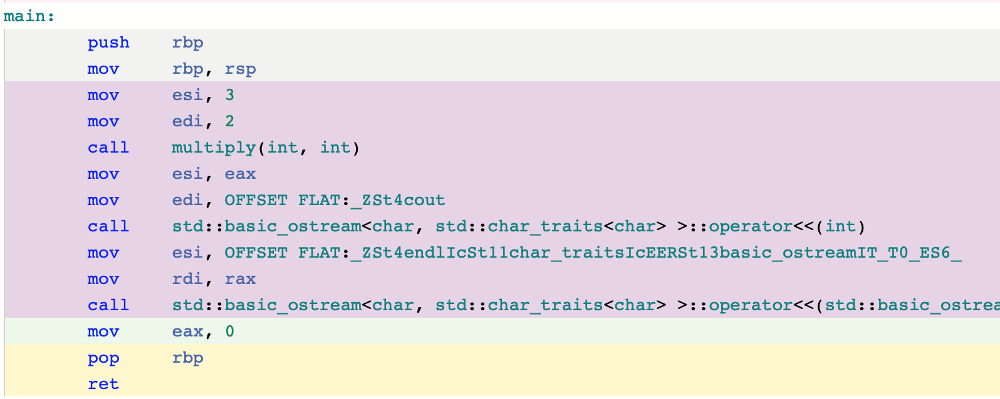 main:
push rbp
mov rbp, rsp
mov esi, 3
mov edi, 2
call multiply(int, int)
mov esi, eax
mov edi, OFFSET FLAT:_ZSt4cout
call std::basic_ostream<char, std::char_traits<char> >::operator<<(int)
mov esi, OFFSET FLAT:_ZSt4endlIcSt11char_traitsIcEERSt13basic_ostreamIT_T0_ES6_
mov rdi, rax
call std::basic_ostream<char, std::char_traits<char> >::operator<<(std::basic_ostrea
mov eax, 0
pop rbp
ret